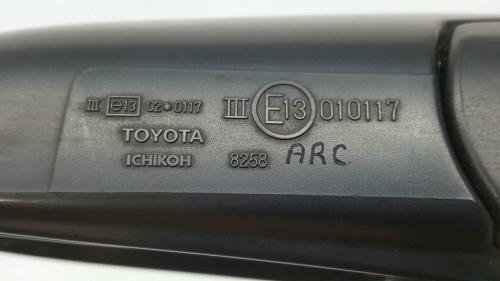 III e13 02*0117 III E13 010117
TOYOTA
ICHIKOH 8258 ARC